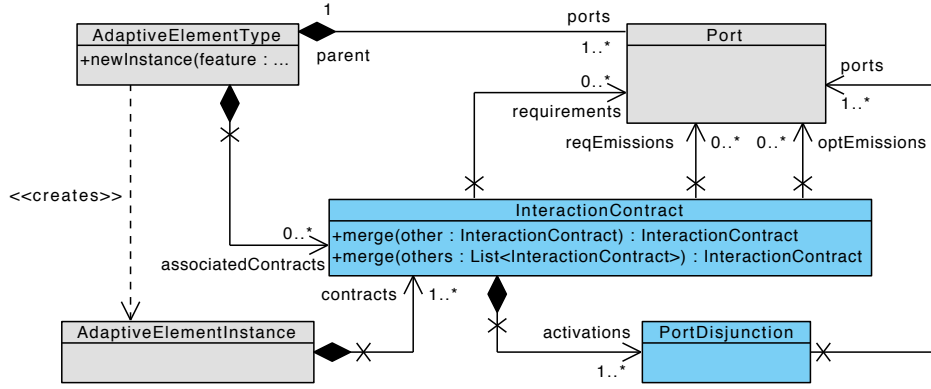 1
ports
AdaptiveElementType
Port
+newInstance(feature : ...
parent
1..*
0..*
ports
requirements
1..*
reqEmissions
0..*
0..*
optEmissions
<<creates>>
InteractionContract
+merge(other : InteractionContract) : InteractionContract
+merge(others : List<InteractionContract>) : InteractionContract
0..*
associatedContracts
contracts
1..*
AdaptiveElementInstance
activations
PortDisjunction
1..*